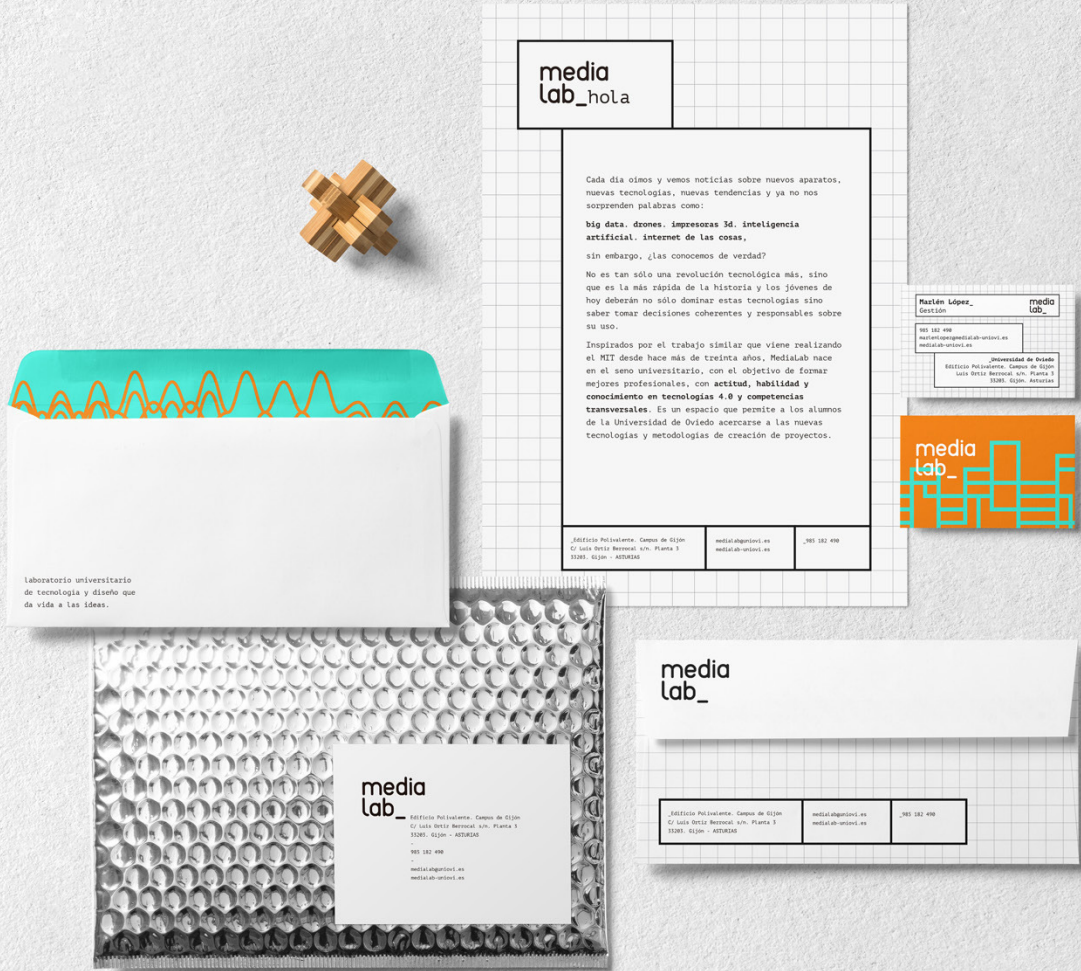 media
lab_hola
Cada día oimos y vemos noticias sobre nuevos aparatos,
nuevas tecnologías, nuevas tendencias y ya no nos
sorprenden palabras como:
big data. drones. impresoras 3d. inteligencia
artificial. internet de las cosas,
sin embargo, ¿las conocemos de verdad?
No es tan sólo una revolución tecnológica más, sino
que es la más rápida de la historia y los jóvenes de
hoy deberán no sólo dominar estas tecnologías sino
saber tomar decisiones coherentes y responsables sobre
su uso.
Inspirados por el trabajo similar que viene realizando
el MIT desde hace más de treinta años, MediaLab nace
en el seno universitario, con el objetivo de formar
mejores profesionales, con actitud, habilidad y
conocimiento en tecnologías 4.0 y competencias
transversales. Es un espacio que permite a los alumnos
de la Universidad de Oviedo acercarse a las nuevas
tecnologías y metodologías de creación de proyectos.
_Edificio Polivalente. Campus de Gijón
C/ Luis Ortiz Berrocal s/n. Planta 3
33203. Gijón - ASTURIAS
medialab@uniovi.es
medialab-uniovi.es
_985 182 490
Marlén López_
Gestión
media
lab_
985 182 490
marlenlopez@medialab-uniovi.es
medialab-uniovi.es
_Universidad de Oviedo
Edificio Polivalente. Campus de Gijón
Luis Ortiz Berrocal s/n. Planta 3
33203. Gijón. Asturias
media
lab_
laboratorio universitario
de tecnología y diseño que
da vida a las ideas.
media
lab_
Edificio Polivalente. Campus de Gijón
C/ Luis Ortiz Berrocal s/n. Planta 3
33203. Gijón - ASTURIAS
-
985 182 490
-
medialab@uniovi.es
medialab-uniovi.es
media
lab_
_Edificio Polivalente. Campus de Gijón
C/ Luis Ortiz Berrocal s/n. Planta 3
33203. Gijón - ASTURIAS
medialab@uniovi.es
medialab-uniovi.es
_985 182 490